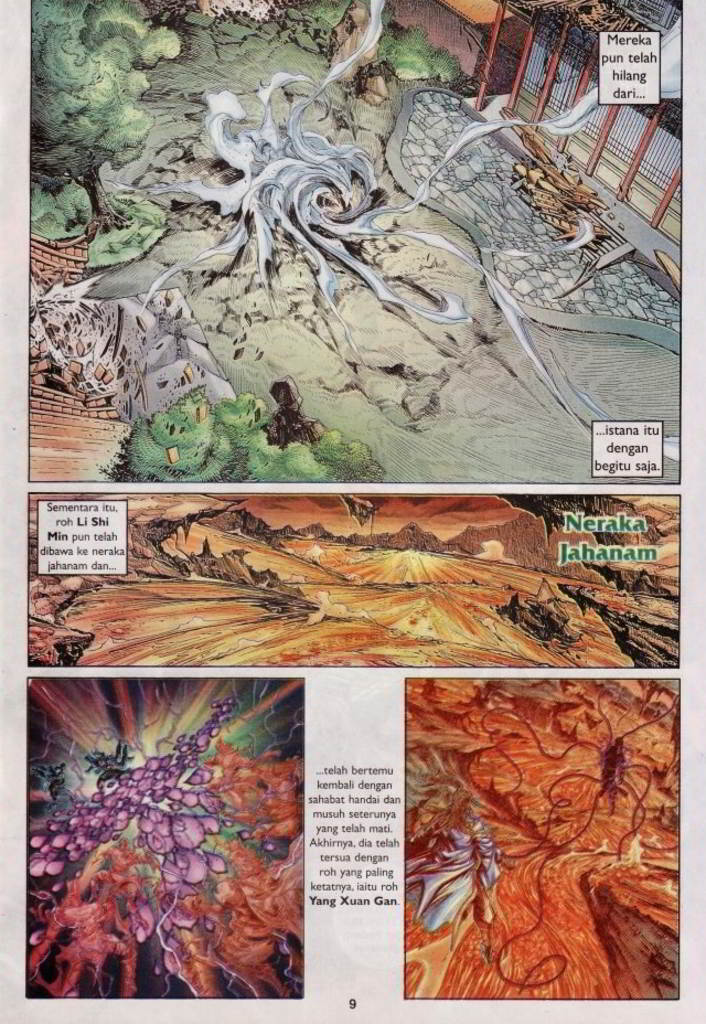 Mereka
pun telah
hilang
dari...
...istana itu
dengan
begitu saja.
Sementara itu,
roh Li Shi
Min pun telah
dibawa ke neraka
jahanam dan...
Neraka
Jahanam
...telah bertemu
kembali dengan
sahabat handai dan
musuh seterunya
yang telah mati.
Akhirnya, dia telah
tersua dengan
roh yang paling
ketatnya, iaitu roh
Yang Xuan Gan.
9